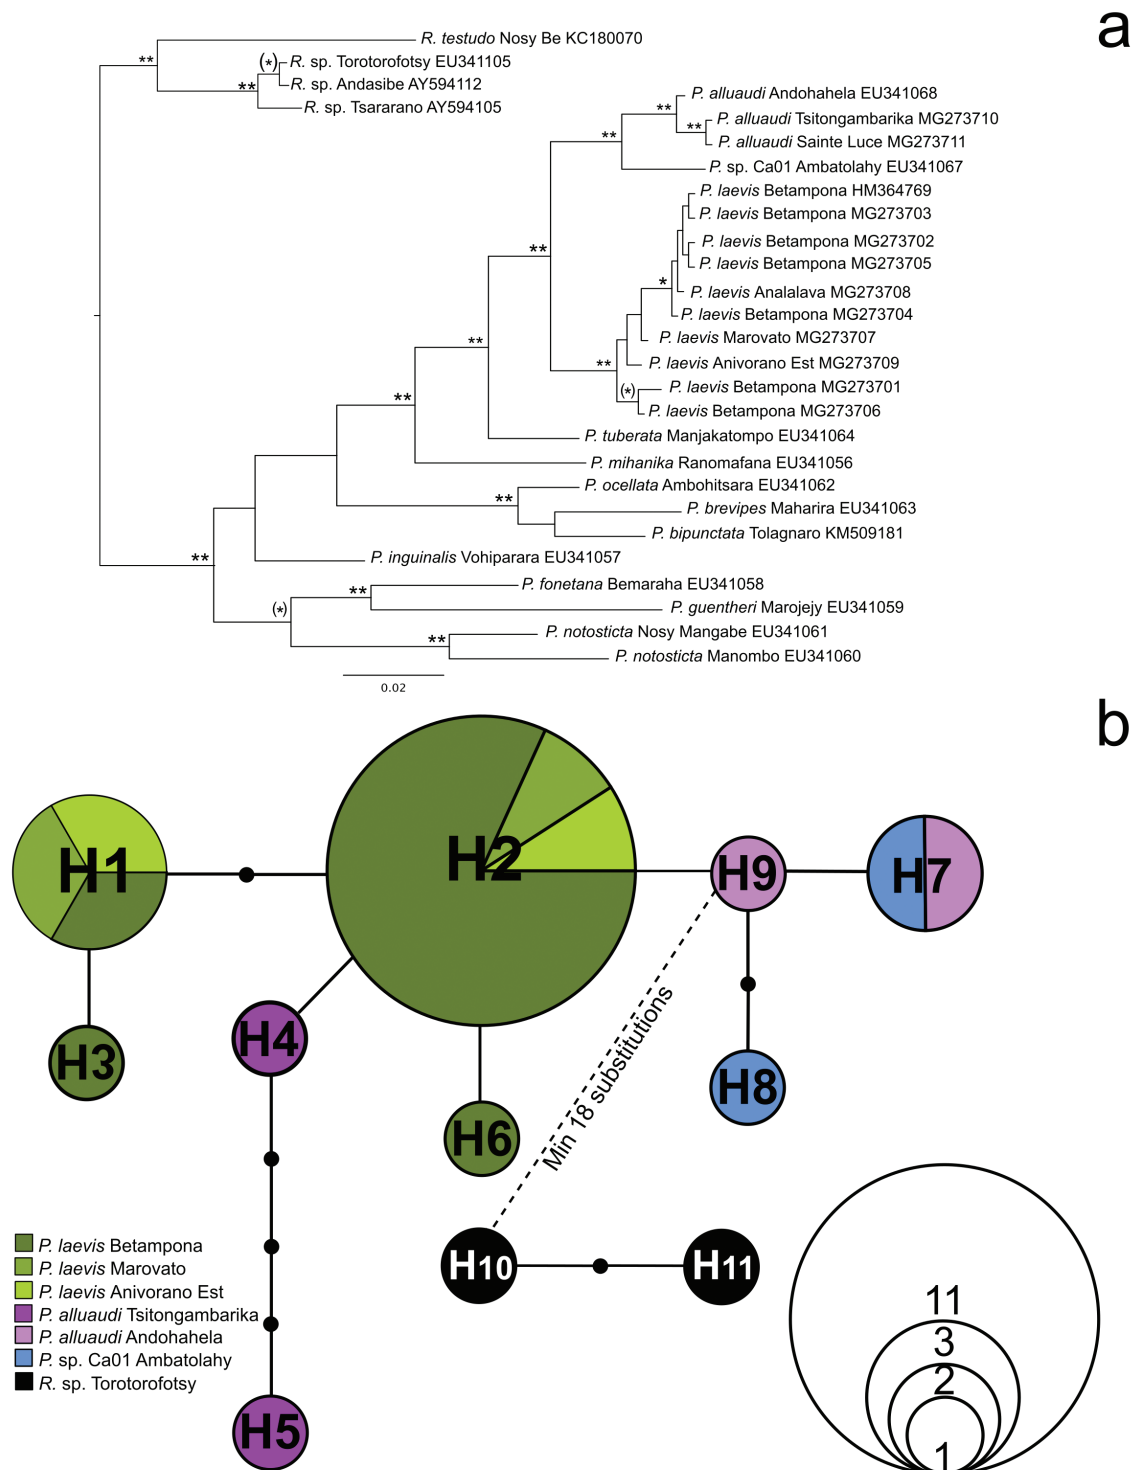 a
R. testudo Nosy Be KC180070
(*)
**
R. sp. Torotorofotsy EU341105
R. sp. Andasibe AY594112
**
R. sp. Tsararano AY594105
P. alluaudi Andohahela EU341068
**
P. alluaudi Tsitongambarika MG273710
**
**
P. alluaudi Sainte Luce MG273711
P. sp. Ca01 Ambatolahy EU341067
P. laevis Betampona HM364769
P. laevis Betampona MG273703
P. laevis Betampona MG273702
**
P. laevis Betampona MG273705
*
P. laevis Analalava MG273708
P. laevis Betampona MG273704
P. laevis Marovato MG273707
**
P. laevis Anivorano Est MG273709
**
(*)
P. laevis Betampona MG273701
**
P. laevis Betampona MG273706
P. tuberata Manjakatompo EU341064
P. mihanika Ranomafana EU341056
P. ocellata Ambohitsara EU341062
**
P. brevipes Maharira EU341063
P. bipunctata Tolagnaro KM509181
**
P. inguinalis Vohiparara EU341057
P. fonetana Bemaraha EU341058
**
(*)
P. guentheri Marojejy EU341059
P. notosticta Nosy Mangabe EU341061
**
P. notosticta Manombo EU341060
0.02
b
H1
H2
H9
H7
H4
H3
H8
H6
Min 18 substitutions
H10
H11
H5
P. laevis Betampona
P. laevis Marovato
P. laevis Anivorano Est
P. alluaudi Tsitongambarika
P. alluaudi Andohahela
P. sp. Ca01 Ambatolahy
R. sp. Torotorofotsy
11
3
2
1